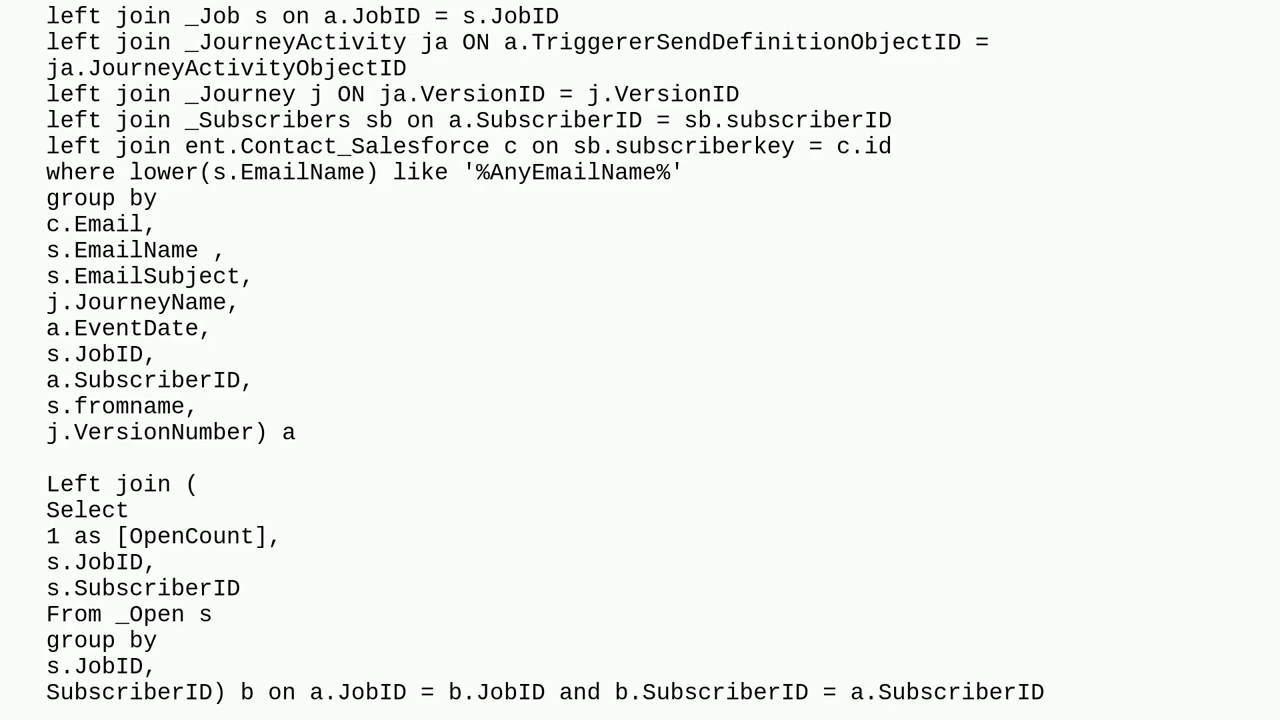 left join _Job s on a.JobID = s.JobID
left join _JourneyActivity ja ON a.TriggererSendDefinitionObjectID =
ja.JourneyActivityObjectID
left join _Journey j ON ja.VersionID = j.VersionID
left join _Subscribers sb on a.SubscriberID = sb.subscriberID
left join ent.Contact_Salesforce c on sb.subscriberkey = c.id
where lower(s.EmailName) like '%AnyEmailName%'
group by
c.Email,
s.EmailName ,
s.EmailSubject,
j.JourneyName,
a.EventDate,
s.JobID,
a.SubscriberID,
s.fromname,
j.VersionNumber) a
Left join (
Select
1 as [OpenCount],
s.JobID,
s.SubscriberID
From _Open s
group by
s.JobID,
SubscriberID) b on a.JobID = b.JobID and b.SubscriberID = a.SubscriberID